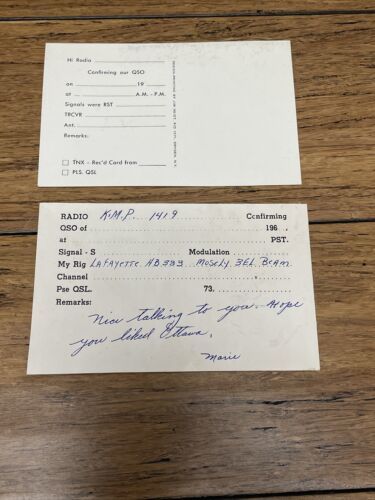 Hi Radio
Confirming our QSO
on 19
at A.M. - P.M.
Signals were RST
TRCVR
Ant.
Remarks:
TNX - Rec'd Card from
PLS. QSL
RADIO K.M.P. 1419 Confirming
QSO of 196 .
at PST.
Signal - S Modulation
My Rig LAFAYETTE HB 333 MOSELY 3EL BEAM
Channel
Pse QSL. 73.
Remarks:
Nice talking to you. Hope
you liked Ottawa.
Marie